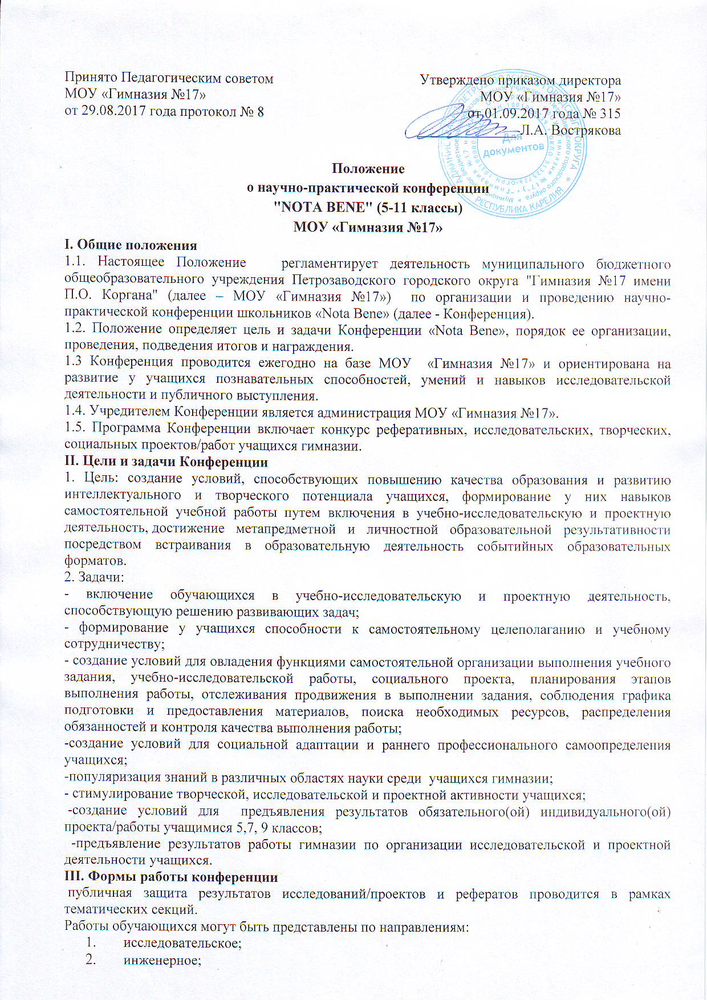 Принято Педагогическим советом
МОУ «Гимназия №17»
от 29.08.2017 года протокол № 8
Утверждено приказом директора
МОУ «Гимназия №17»
от 01.09.2017 года № 315
Л.А. Вострякова
Для
документов
РЕСПУБЛИКА КАРЕЛИЯ
Положение
о научно-практической конференции
"NOTA BENE" (5-11 классы)
МОУ «Гимназия №17»
I. Общие положения
1.1. Настоящее Положение регламентирует деятельность муниципального бюджетного
общеобразовательного учреждения Петрозаводского городского округа "Гимназия №17 имени
П.О. Коргана" (далее – МОУ «Гимназия №17») по организации и проведению научно-
практической конференции школьников «Nota Bene» (далее - Конференция).
1.2. Положение определяет цель и задачи Конференции «Nota Bene», порядок ее организации,
проведения, подведения итогов и награждения.
1.3 Конференция проводится ежегодно на базе МОУ «Гимназия №17» и ориентирована на
развитие у учащихся познавательных способностей, умений и навыков исследовательской
деятельности и публичного выступления.
1.4. Учредителем Конференции является администрация МОУ «Гимназия №17».
1.5. Программа Конференции включает конкурс реферативных, исследовательских, творческих,
социальных проектов/работ учащихся гимназии.
II. Цели и задачи Конференции
1. Цель: создание условий, способствующих повышению качества образования и развитию
интеллектуального и творческого потенциала учащихся, формирование у них навыков
самостоятельной учебной работы путем включения в учебно-исследовательскую и проектную
деятельность, достижение метапредметной и личностной образовательной результативности
посредством встраивания в образовательную деятельность событийных образовательных
форматов.
2. Задачи:
- включение обучающихся в учебно-исследовательскую и проектную деятельность,
способствующую решению развивающих задач;
- формирование у учащихся способности к самостоятельному целеполаганию и учебному
сотрудничеству;
- создание условий для овладения функциями самостоятельной организации выполнения учебного
задания, учебно-исследовательской работы, социального проекта, планирования этапов
выполнения работы, отслеживания продвижения в выполнении задания, соблюдения графика
подготовки и предоставления материалов, поиска необходимых ресурсов, распределения
обязанностей и контроля качества выполнения работы;
-создание условий для социальной адаптации и раннего профессионального самоопределения
учащихся;
-популяризация знаний в различных областях науки среди учащихся гимназии;
- стимулирование творческой, исследовательской и проектной активности учащихся;
-создание условий для предъявления результатов обязательного(ой) индивидуального(ой)
проекта/работы учащимися 5,7, 9 классов;
-предъявление результатов работы гимназии по организации исследовательской и проектной
деятельности учащихся.
III. Формы работы конференции
публичная защита результатов исследований/проектов и рефератов проводится в рамках
тематических секций.
Работы обучающихся могут быть представлены по направлениям:
1. исследовательское;
2. инженерное;